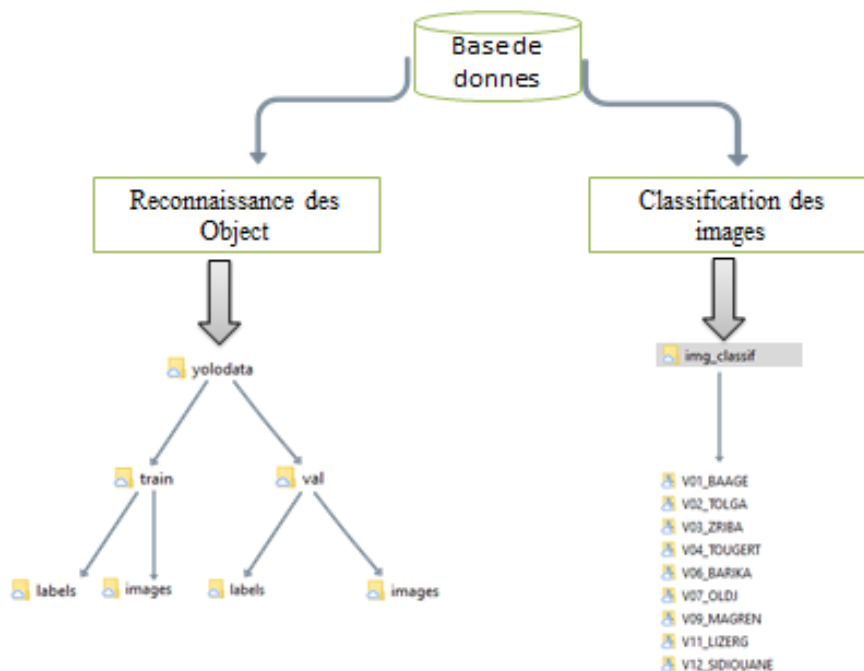 Base de
donnes
Reconnaissance des
Object
Classification des
images
yolodata
train
val
labels
images
labels
images
img_classif
V01_BAAGE
V02_TOLGA
V03_ZRIBA
V04_TOUGERT
V06_BARIKA
V07_OLDJ
V09_MAGREN
V11_LIZERG
V12_SIDIOUANE